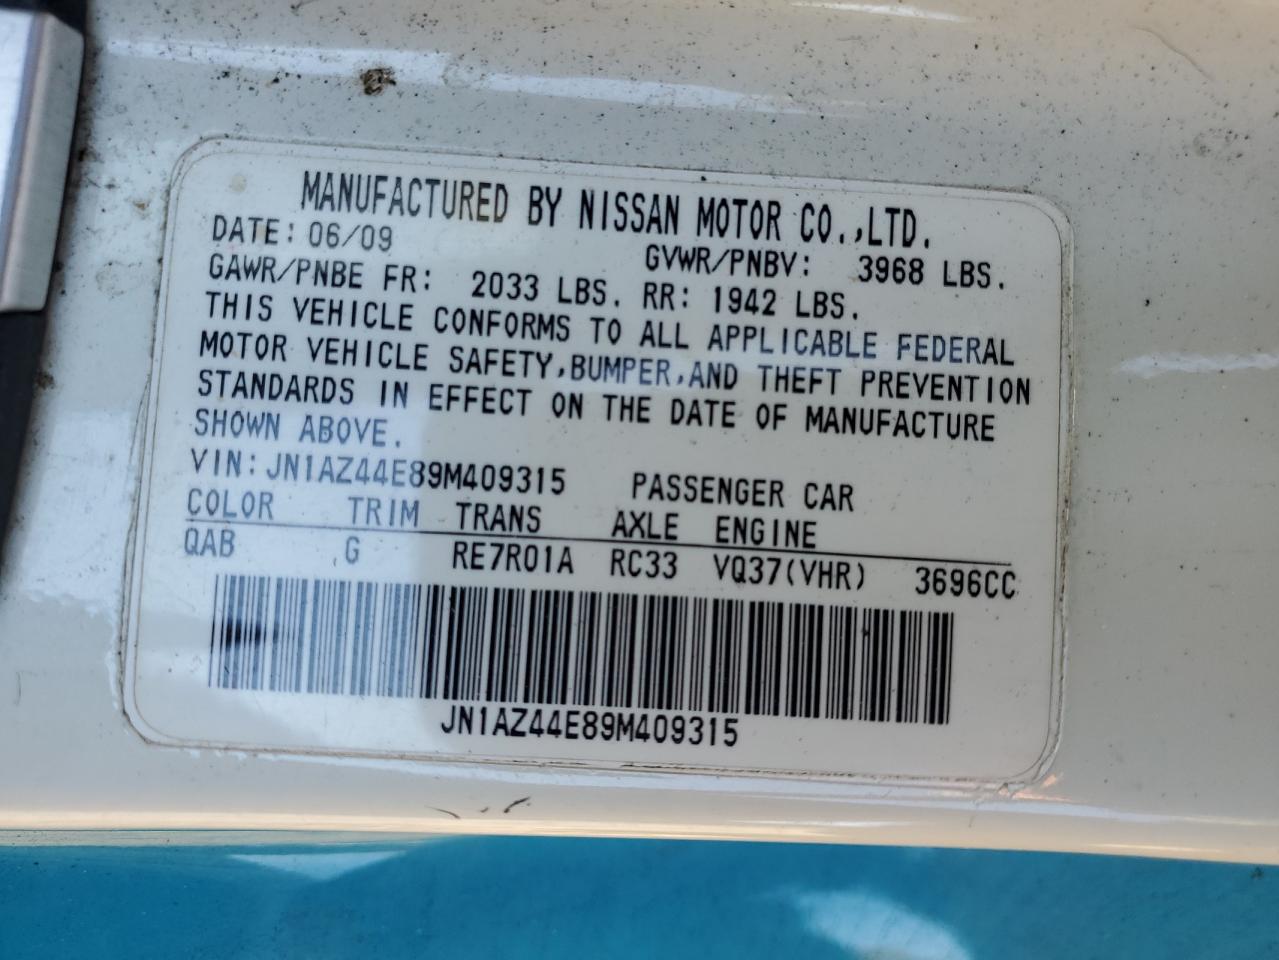 MANUFACTURED BY NISSAN MOTOR CO.,LTD.
DATE: 06/09 GVWR/PNBV: 3968 LBS.
GAWR/PNBE FR: 2033 LBS. RR: 1942 LBS.
THIS VEHICLE CONFORMS TO ALL APPLICABLE FEDERAL
MOTOR VEHICLE SAFETY,BUMPER,AND THEFT PREVENTION
STANDARDS IN EFFECT ON THE DATE OF MANUFACTURE
SHOWN ABOVE.
VIN: JN1AZ44E89M409315 PASSENGER CAR
COLOR TRIM TRANS AXLE ENGINE
QAB G RE7R01A RC33 VQ37(VHR) 3696CC
JN1AZ44E89M409315